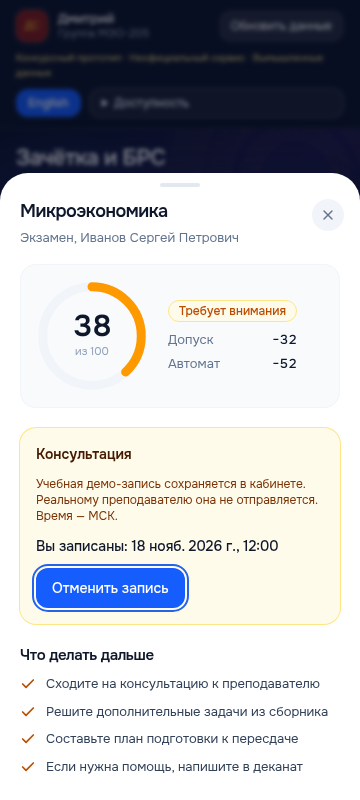 Дмитрий
Обновить данные
English
Доступность
Зачётка и БРС
Микроэкономика
Экзамен, Иванов Сергей Петрович
38
из 100
Требует внимания
Допуск -32
Автомат -52
Консультация
Учебная демо-запись сохраняется в кабинете.
Реальному преподавателю она не отправляется.
Время — МСК.
Вы записаны: 18 нояб. 2026 г., 12:00
Отменить запись
Что делать дальше
Сходите на консультацию к преподавателю
Решите дополнительные задачи из сборника
Составьте план подготовки к пересдаче
Если нужна помощь, напишите в деканат